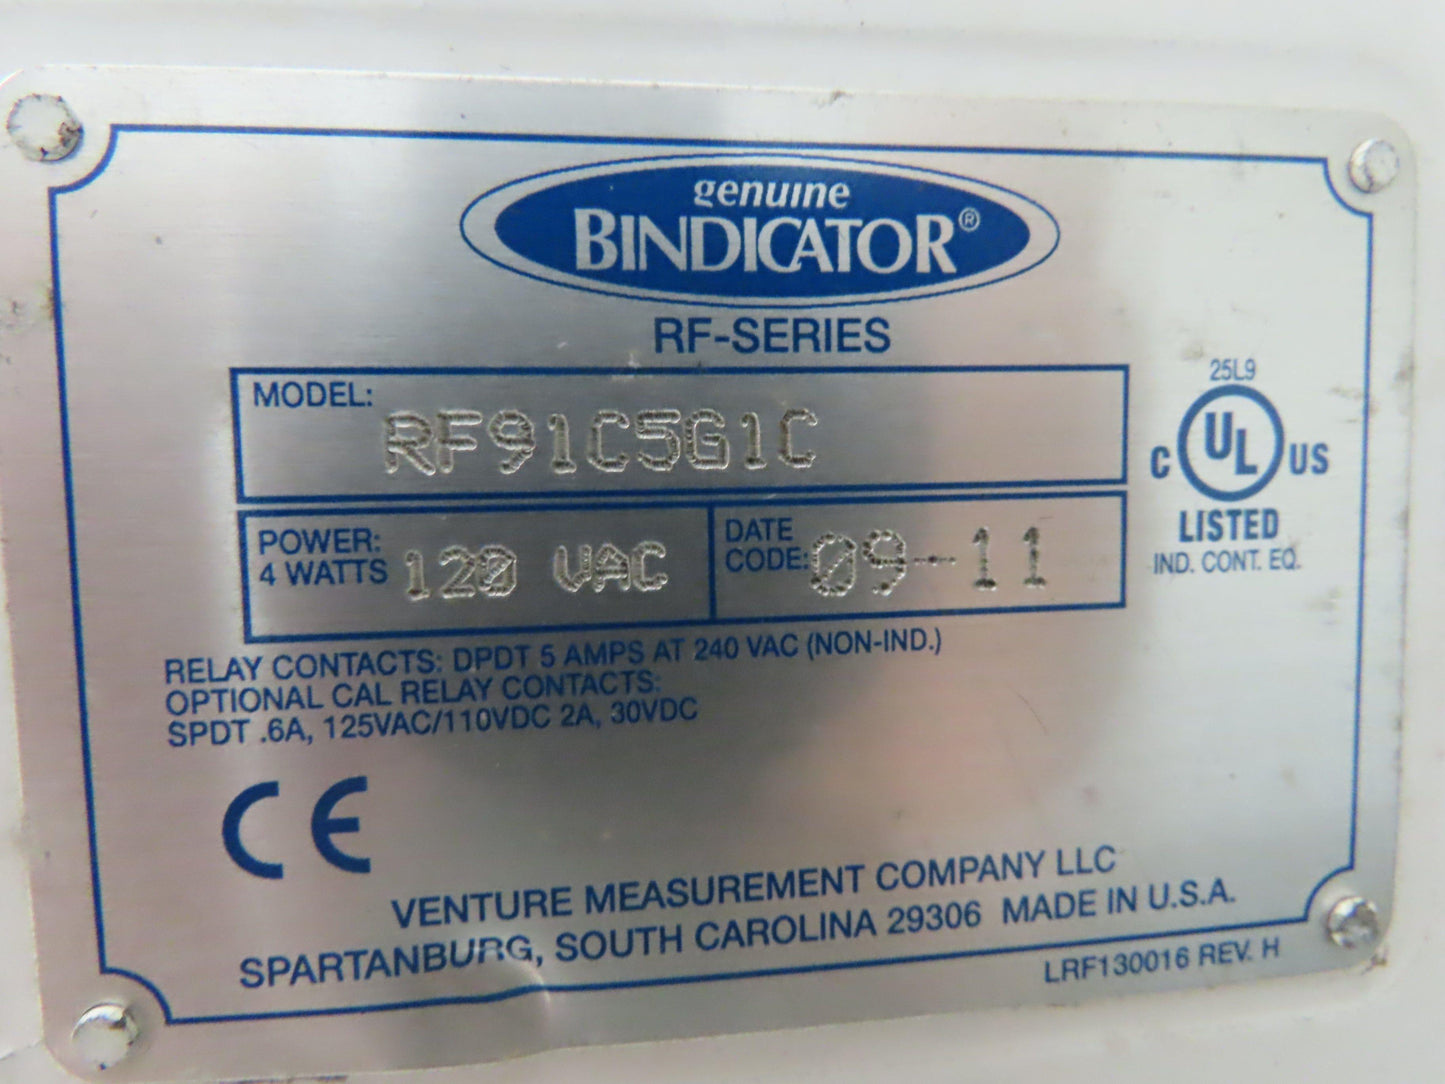 genuine
BINDICATOR®
RF-SERIES
MODEL: RF91C5G1C
POWER: 4 WATTS 120 VAC
DATE CODE: 09-11
25L9
C UL US
LISTED
IND. CONT. EQ.
RELAY CONTACTS: DPDT 5 AMPS AT 240 VAC (NON-IND.)
OPTIONAL CAL RELAY CONTACTS:
SPDT .6A, 125VAC/110VDC 2A, 30VDC
CE
VENTURE MEASUREMENT COMPANY LLC
SPARTANBURG, SOUTH CAROLINA 29306 MADE IN U.S.A.
LRF130016 REV. H